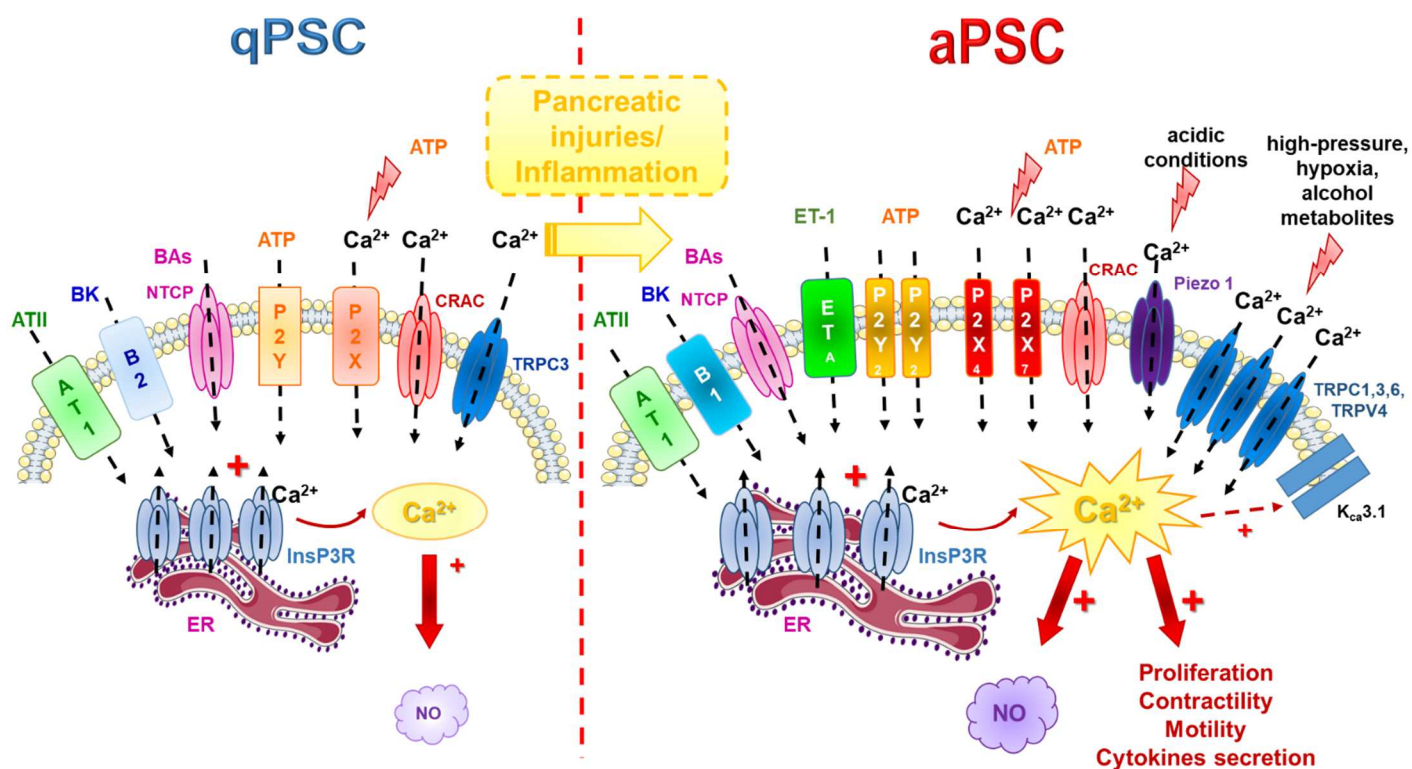 qPSC
aPSC
Pancreatic
injuries/
Inflammation
ATP
Ca²⁺
Ca²⁺
Ca²⁺
ATP
BAs
NTCP
BK
ATII
CRAC
TRPC3
AT1
B2
P2Y
P2X
Ca²⁺
InsP3R
ER
Ca²⁺
+
+
NO
acidic
conditions
high-pressure,
hypoxia,
alcohol
metabolites
ATP
ET-1
ATP
Ca²⁺
Ca²⁺
Ca²⁺
CRAC
Ca²⁺
Piezo 1
Ca²⁺
Ca²⁺
Ca²⁺
BAs
NTCP
BK
ATII
AT1
B1
ETA
P2Y2
P2Y2
P2X4
P2X7
TRPC1,3,6,
TRPV4
Kca3.1
+
Ca²⁺
InsP3R
ER
Ca²⁺
+
+
+
NO
Proliferation
Contractility
Motility
Cytokines secretion